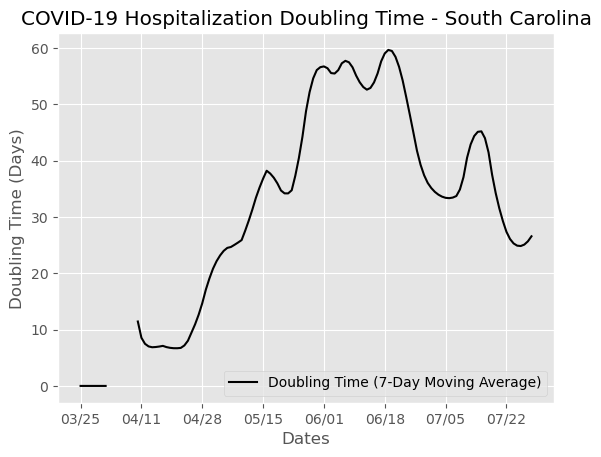 COVID-19 Hospitalization Doubling Time - South Carolina
60
50
40
30
20
10
0
Doubling Time (Days)
Doubling Time (7-Day Moving Average)
03/25 04/11 04/28 05/15 06/01 06/18 07/05 07/22
Dates